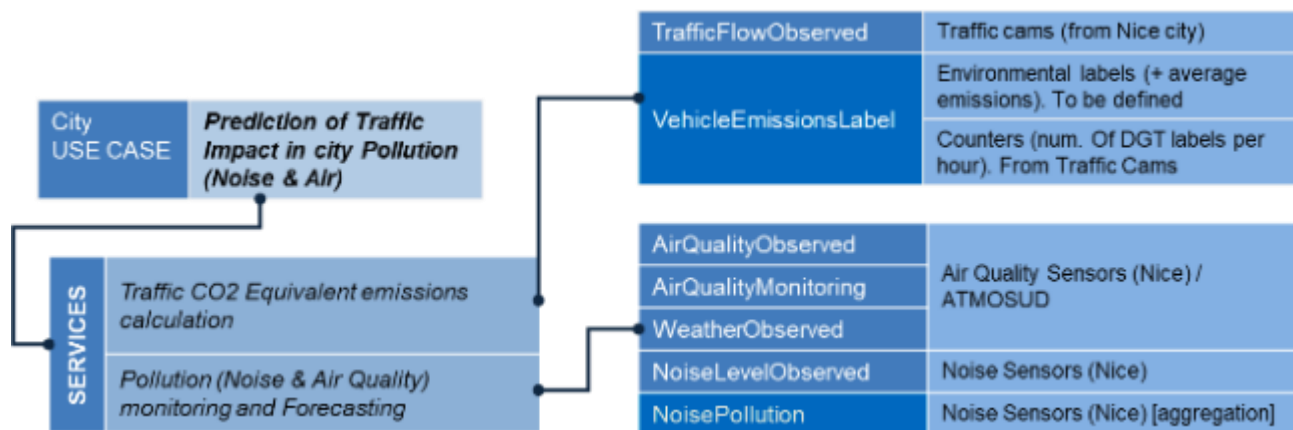 City
USE CASE
Prediction of Traffic
Impact in city Pollution
(Noise & Air)
SERVICES
Traffic CO2 Equivalent emissions
calculation
Pollution (Noise & Air Quality)
monitoring and Forecasting
TrafficFlowObserved
Traffic cams (from Nice city)
VehicleEmissionsLabel
Environmental labels (+ average
emissions). To be defined
Counters (num. Of DGT labels per
hour). From Traffic Cams
AirQualityObserved
AirQualityMonitoring
WeatherObserved
Air Quality Sensors (Nice) /
ATMOSUD
NoiseLevelObserved
Noise Sensors (Nice)
NoisePollution
Noise Sensors (Nice) [aggregation]